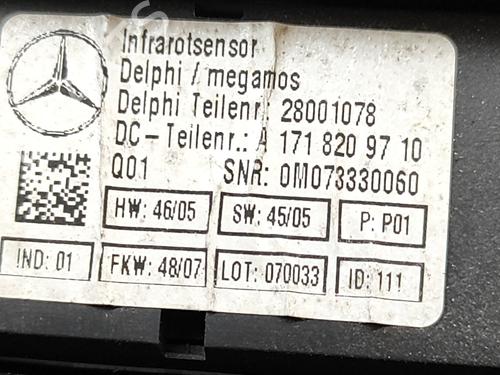 Infrarotsensor
Delphi / megamos
Delphi Teilenr: 28001078
DC-Teilenr.: A 171 820 97 10
Q01 SNR: 0M073330060
HW: 46/05 SW: 45/05 P: P01
IND: 01 FKW: 48/07 LOT: 070033 ID: 111